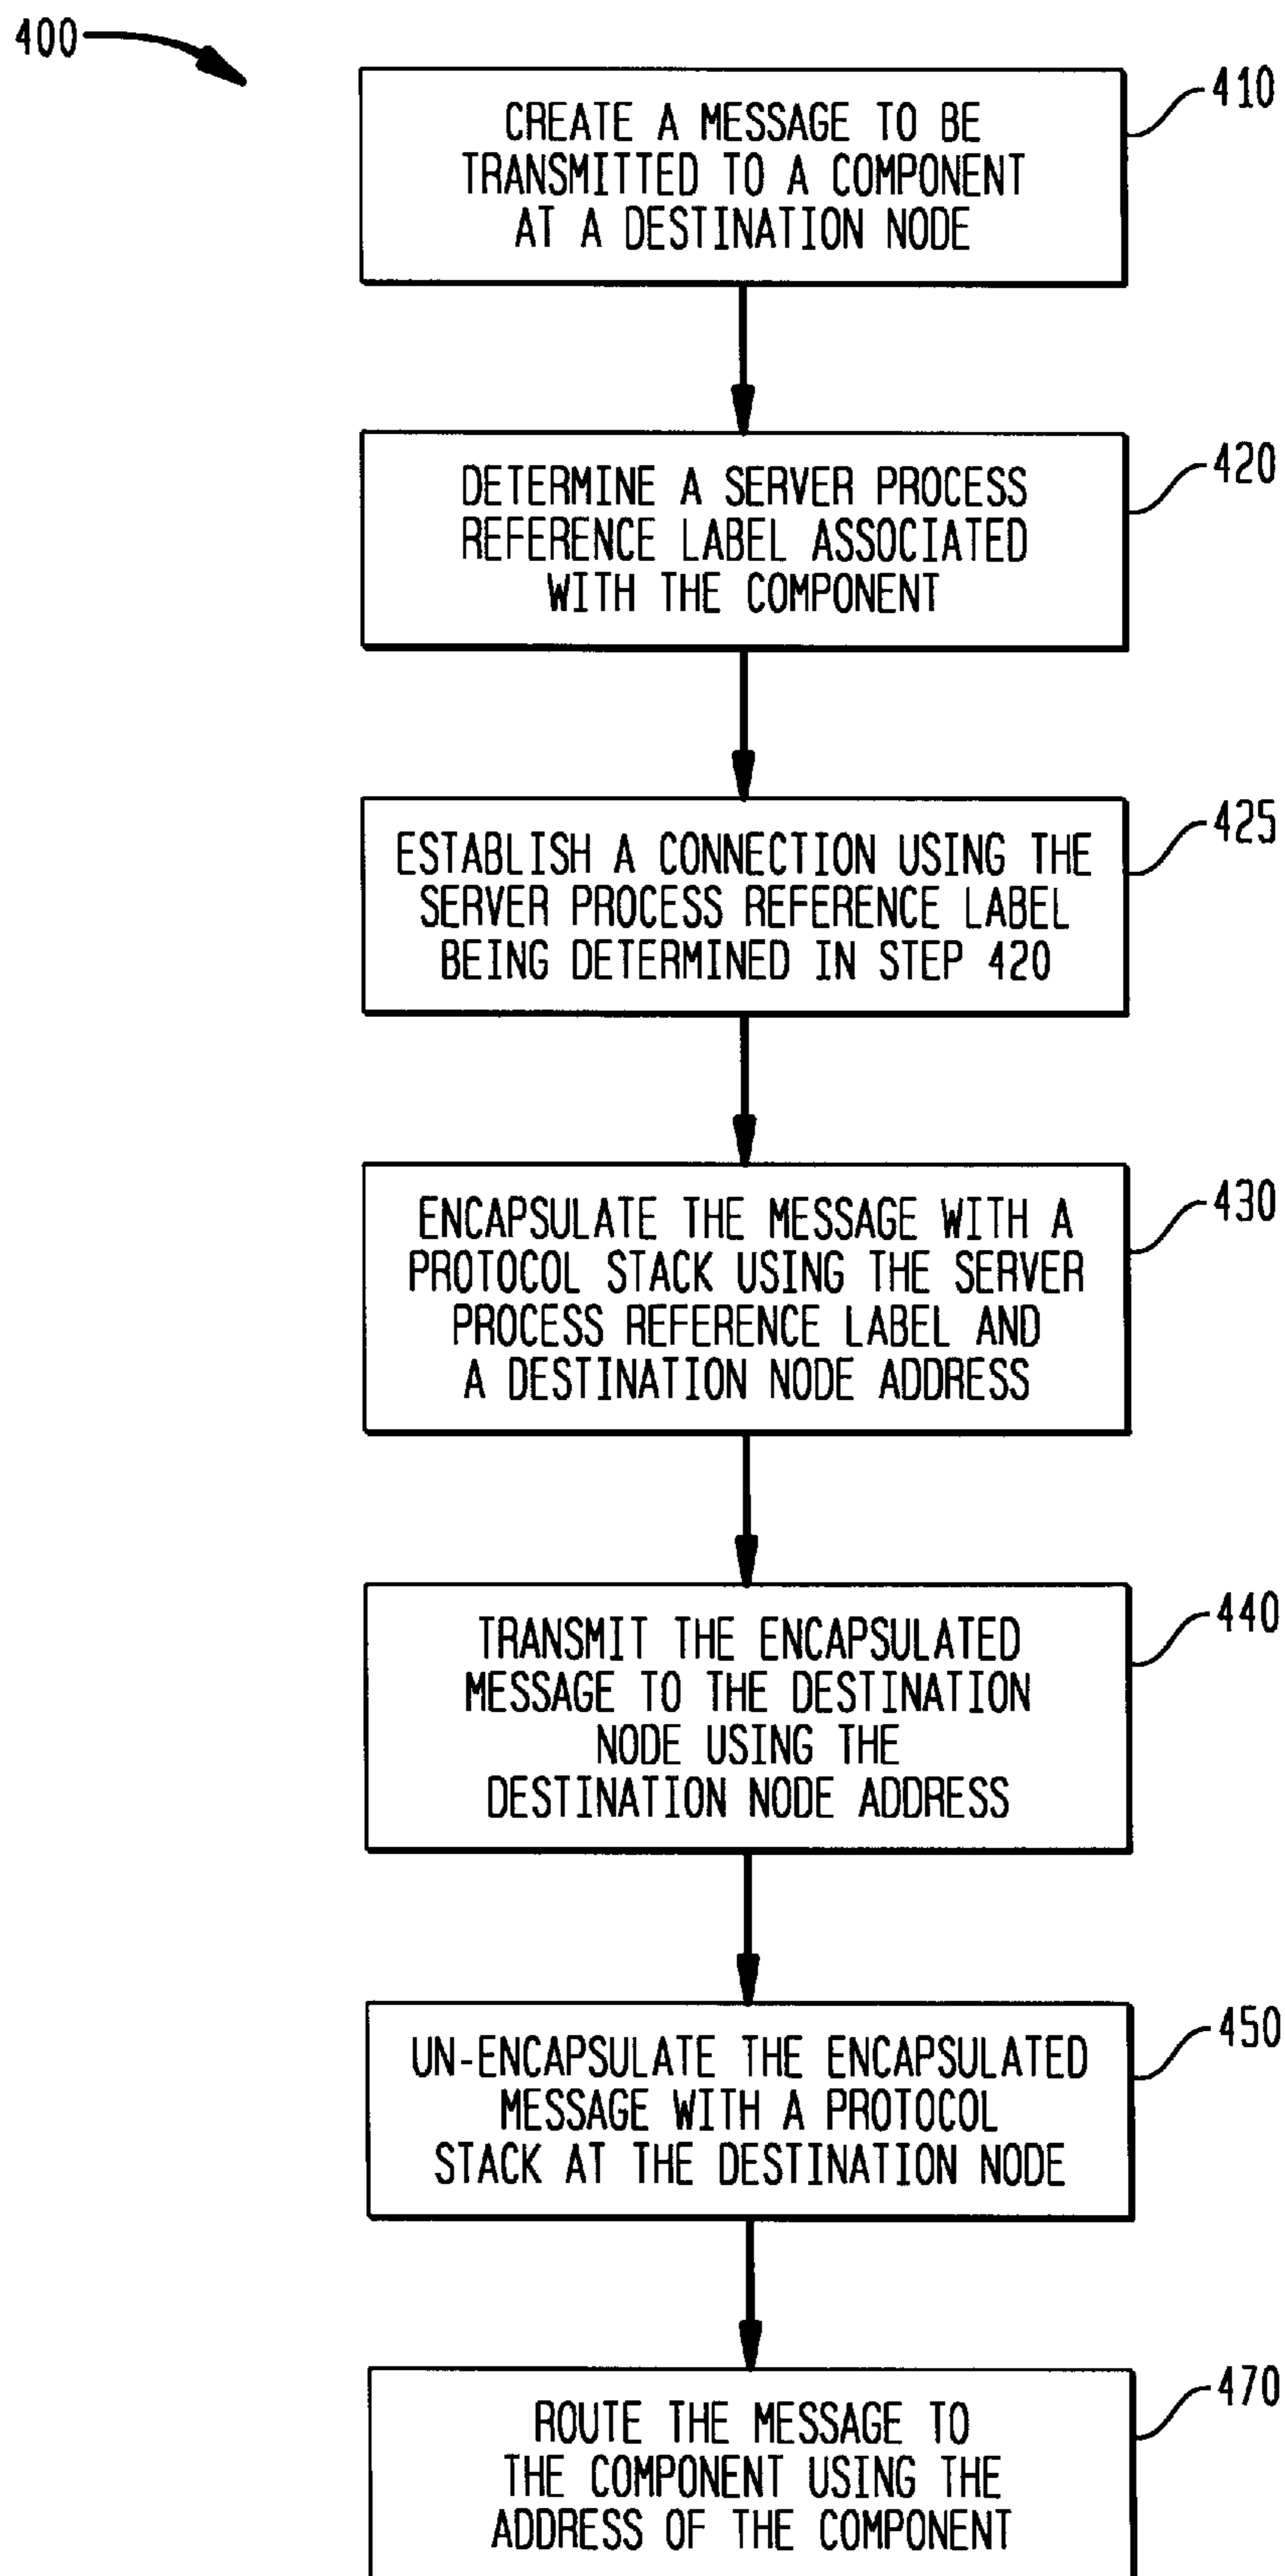 400
CREATE A MESSAGE TO BE
TRANSMITTED TO A COMPONENT
AT A DESTINATION NODE
410
DETERMINE A SERVER PROCESS
REFERENCE LABEL ASSOCIATED
WITH THE COMPONENT
420
ESTABLISH A CONNECTION USING THE
SERVER PROCESS REFERENCE LABEL
BEING DETERMINED IN STEP 420
425
ENCAPSULATE THE MESSAGE WITH A
PROTOCOL STACK USING THE SERVER
PROCESS REFERENCE LABEL AND
A DESTINATION NODE ADDRESS
430
TRANSMIT THE ENCAPSULATED
MESSAGE TO THE DESTINATION
NODE USING THE
DESTINATION NODE ADDRESS
440
UN-ENCAPSULATE THE ENCAPSULATED
MESSAGE WITH A PROTOCOL
STACK AT THE DESTINATION NODE
450
ROUTE THE MESSAGE TO
THE COMPONENT USING THE
ADDRESS OF THE COMPONENT
470